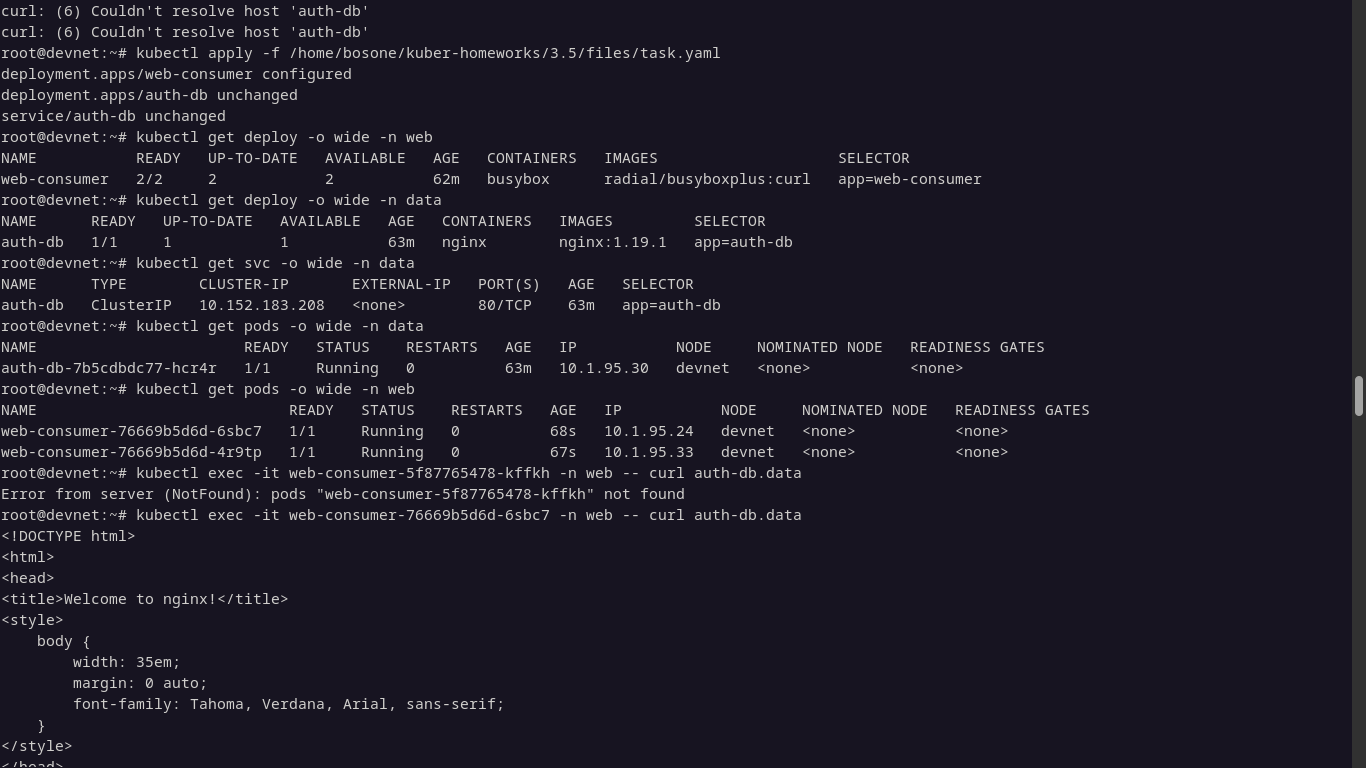 curl: (6) Couldn't resolve host 'auth-db'
curl: (6) Couldn't resolve host 'auth-db'
root@devnet:~# kubectl apply -f /home/bosone/kuber-homeworks/3.5/files/task.yaml
deployment.apps/web-consumer configured
deployment.apps/auth-db unchanged
service/auth-db unchanged
root@devnet:~# kubectl get deploy -o wide -n web
NAME           READY   UP-TO-DATE   AVAILABLE   AGE   CONTAINERS   IMAGES                    SELECTOR
web-consumer   2/2     2            2           62m   busybox      radial/busyboxplus:curl   app=web-consumer
root@devnet:~# kubectl get deploy -o wide -n data
NAME      READY   UP-TO-DATE   AVAILABLE   AGE   CONTAINERS   IMAGES         SELECTOR
auth-db   1/1     1            1           63m   nginx        nginx:1.19.1   app=auth-db
root@devnet:~# kubectl get svc -o wide -n data
NAME      TYPE        CLUSTER-IP       EXTERNAL-IP   PORT(S)   AGE   SELECTOR
auth-db   ClusterIP   10.152.183.208   <none>        80/TCP    63m   app=auth-db
root@devnet:~# kubectl get pods -o wide -n data
NAME                       READY   STATUS    RESTARTS   AGE   IP            NODE     NOMINATED NODE   READINESS GATES
auth-db-7b5cdbdc77-hcr4r   1/1     Running   0          63m   10.1.95.30   devnet   <none>           <none>
root@devnet:~# kubectl get pods -o wide -n web
NAME                            READY   STATUS    RESTARTS   AGE   IP           NODE     NOMINATED NODE   READINESS GATES
web-consumer-76669b5d6d-6sbc7   1/1     Running   0          68s   10.1.95.24   devnet   <none>           <none>
web-consumer-76669b5d6d-4r9tp   1/1     Running   0          67s   10.1.95.33   devnet   <none>           <none>
root@devnet:~# kubectl exec -it web-consumer-5f87765478-kffkh -n web -- curl auth-db.data
Error from server (NotFound): pods "web-consumer-5f87765478-kffkh" not found
root@devnet:~# kubectl exec -it web-consumer-76669b5d6d-6sbc7 -n web -- curl auth-db.data
<!DOCTYPE html>
<html>
<head>
<title>Welcome to nginx!</title>
<style>
    body {
        width: 35em;
        margin: 0 auto;
        font-family: Tahoma, Verdana, Arial, sans-serif;
    }
</style>
</head>